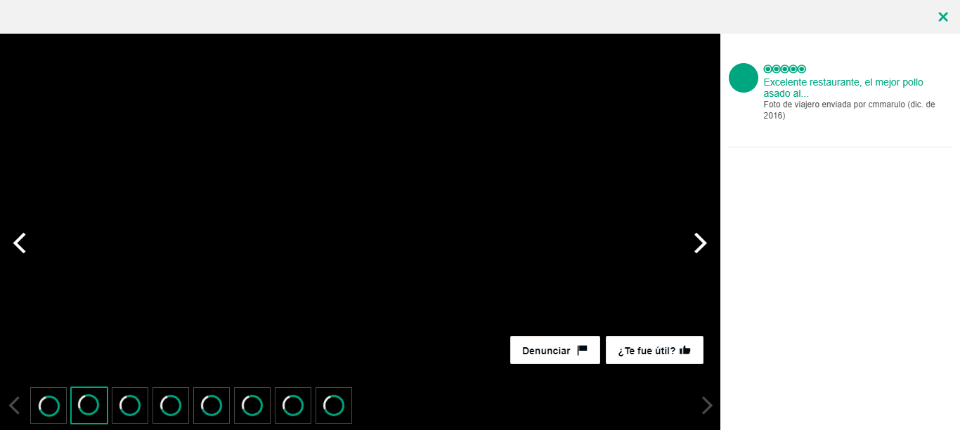 Excelente restaurante, el mejor pollo
asado al...
Foto de viajero enviada por cmmarulo (dic. de
2016)
Denunciar
¿Te fue útil?